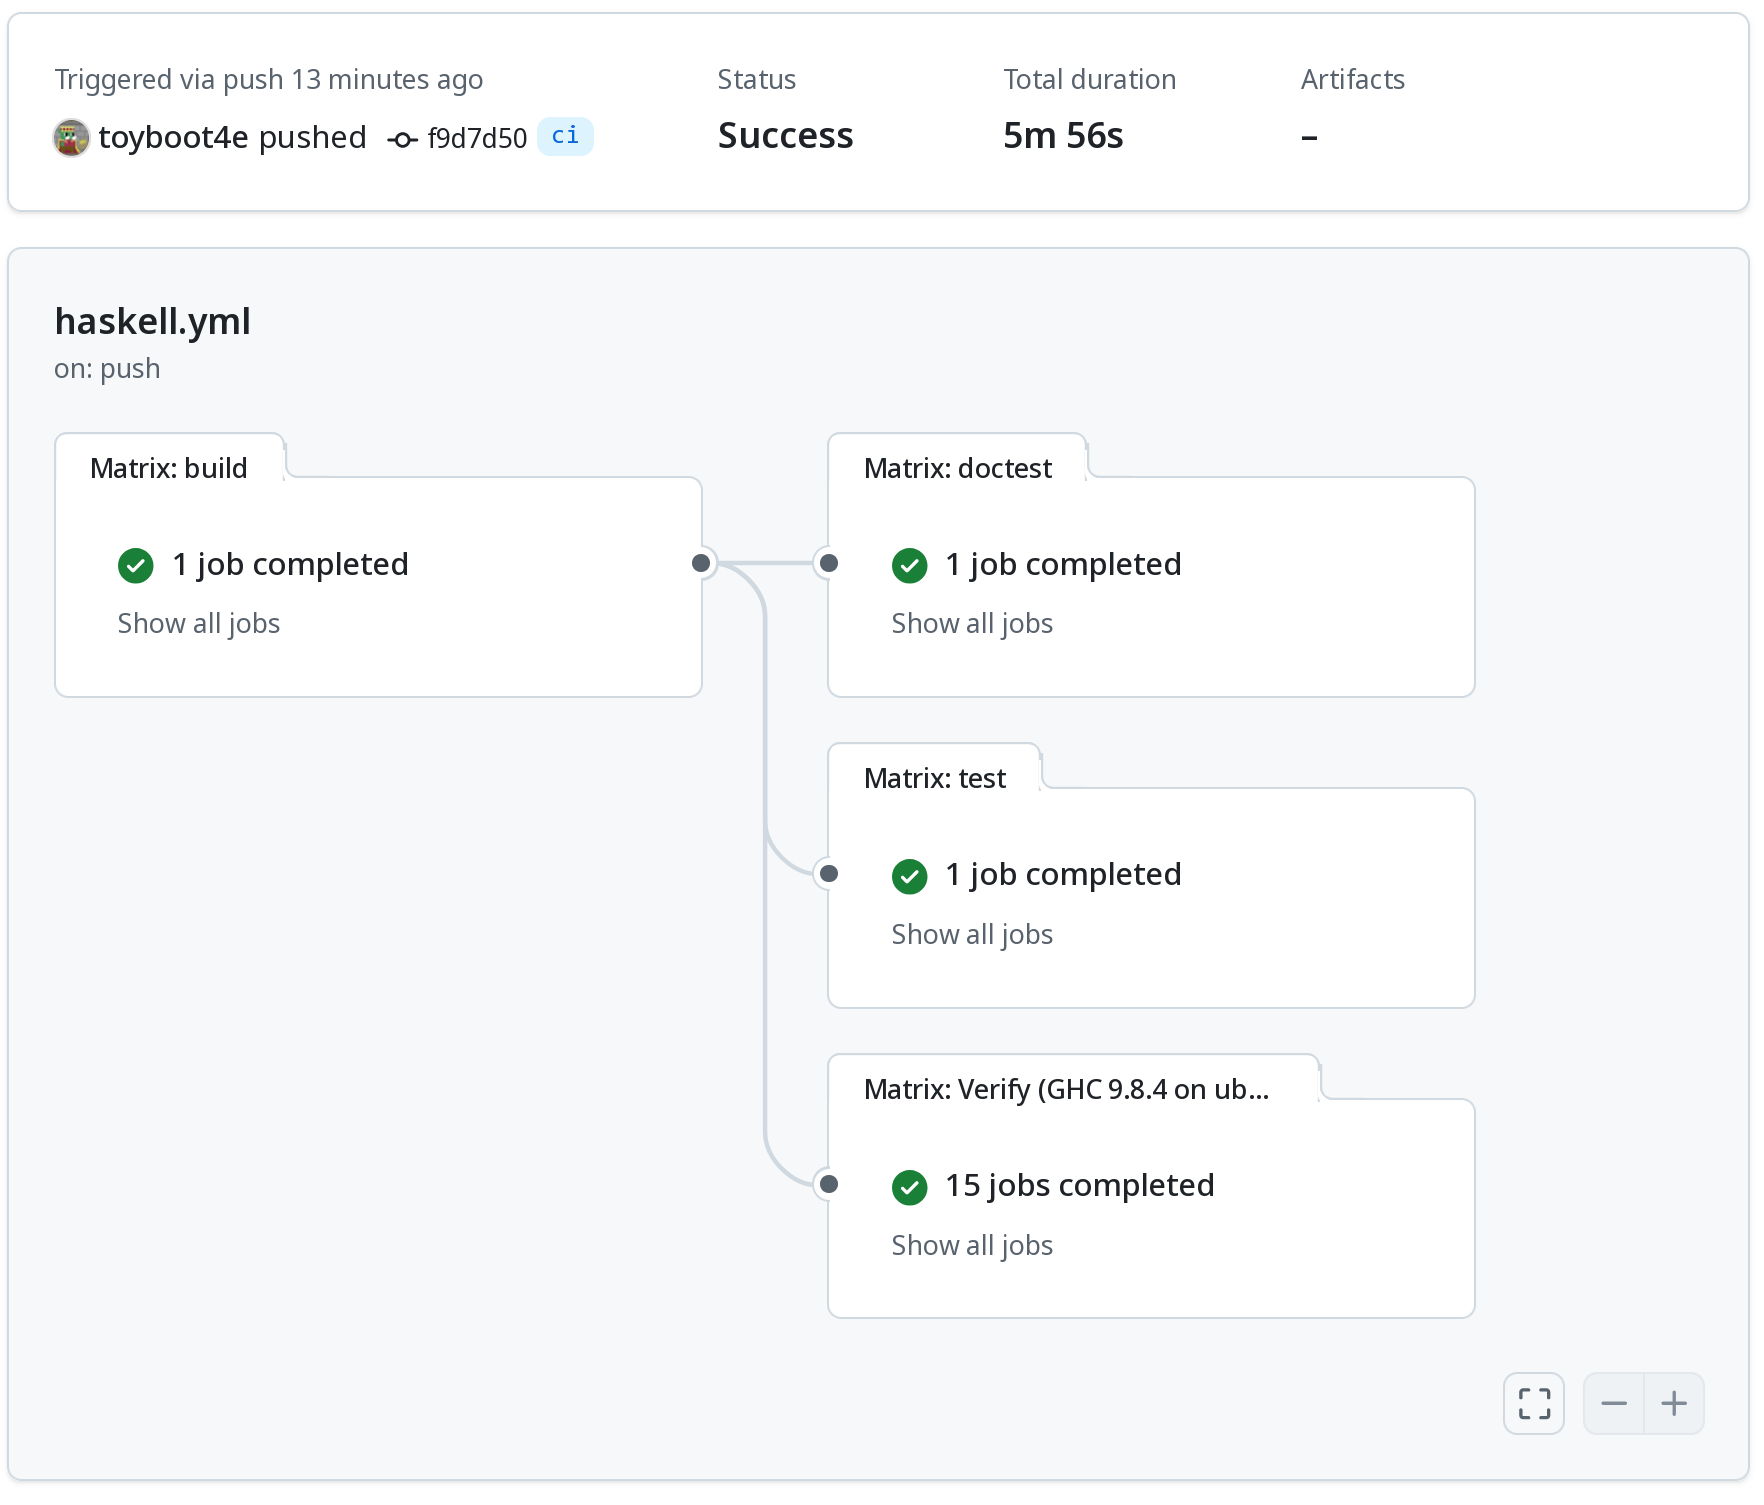 Triggered via push 13 minutes ago
toyboot4e pushed f9d7d50 ci
Status
Success
Total duration
5m 56s
Artifacts
–
haskell.yml
on: push
Matrix: build
1 job completed
Show all jobs
Matrix: doctest
1 job completed
Show all jobs
Matrix: test
1 job completed
Show all jobs
Matrix: Verify (GHC 9.8.4 on ub...
15 jobs completed
Show all jobs